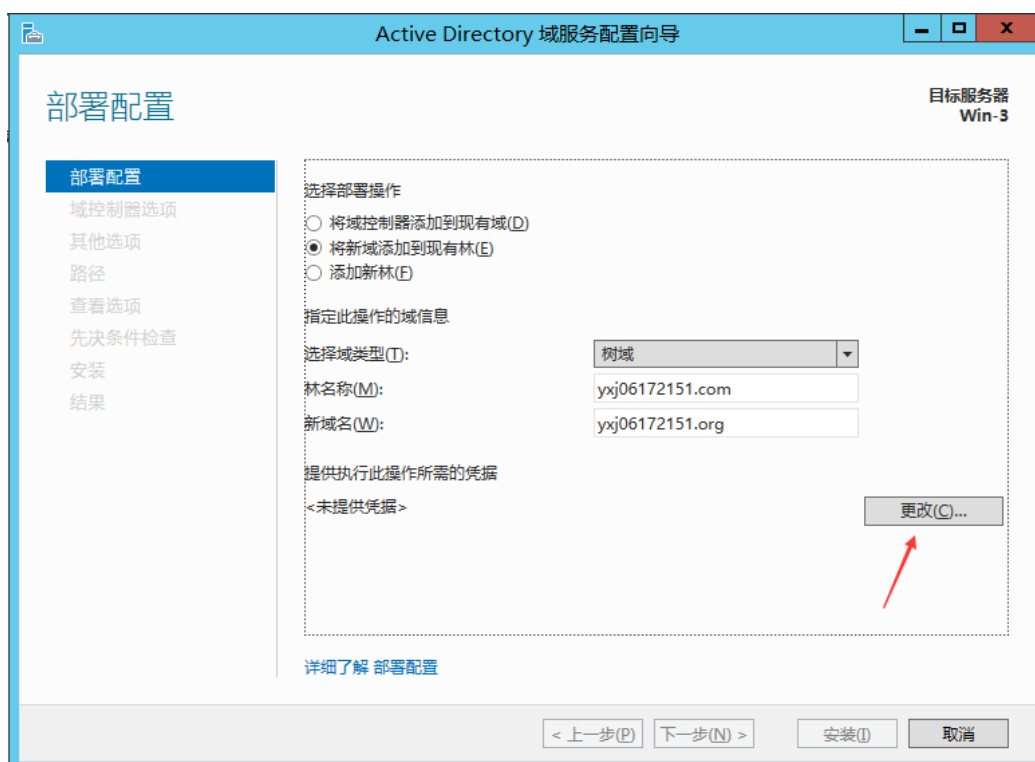 Active Directory 域服务配置向导
部署配置
目标服务器
Win-3
部署配置
域控制器选项
其他选项
路径
查看选项
先决条件检查
安装
结果
选择部署操作
将域控制器添加到现有域(D)
将新域添加到现有林(E)
添加新林(F)
指定此操作的域信息
选择域类型(T): 树域
林名称(M): yxj06172151.com
新域名(W): yxj06172151.org
提供执行此操作所需的凭据
<未提供凭据> 更改(C)...
详细了解 部署配置
< 上一步(P) 下一步(N) > 安装(I) 取消